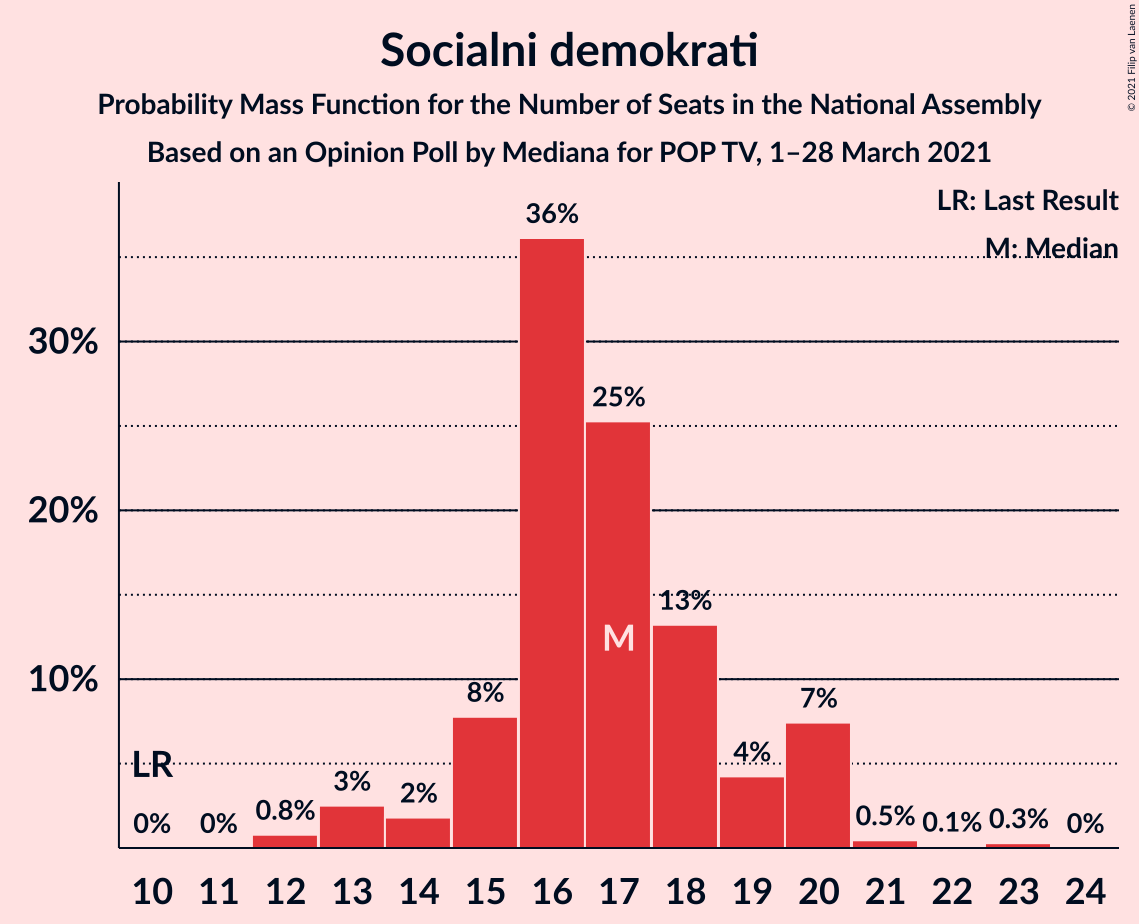 Socialni demokrati
Probability Mass Function for the Number of Seats in the National Assembly
Based on an Opinion Poll by Mediana for POP TV, 1–28 March 2021
© 2021 Filip van Laenen
LR: Last Result
M: Median
36%
30%
25%
20%
13%
M
10%
8%
7%
LR
4%
3%
2%
0%
0%
0.8%
0.5%
0.1%
0.3%
0%
10 11 12 13 14 15 16 17 18 19 20 21 22 23 24